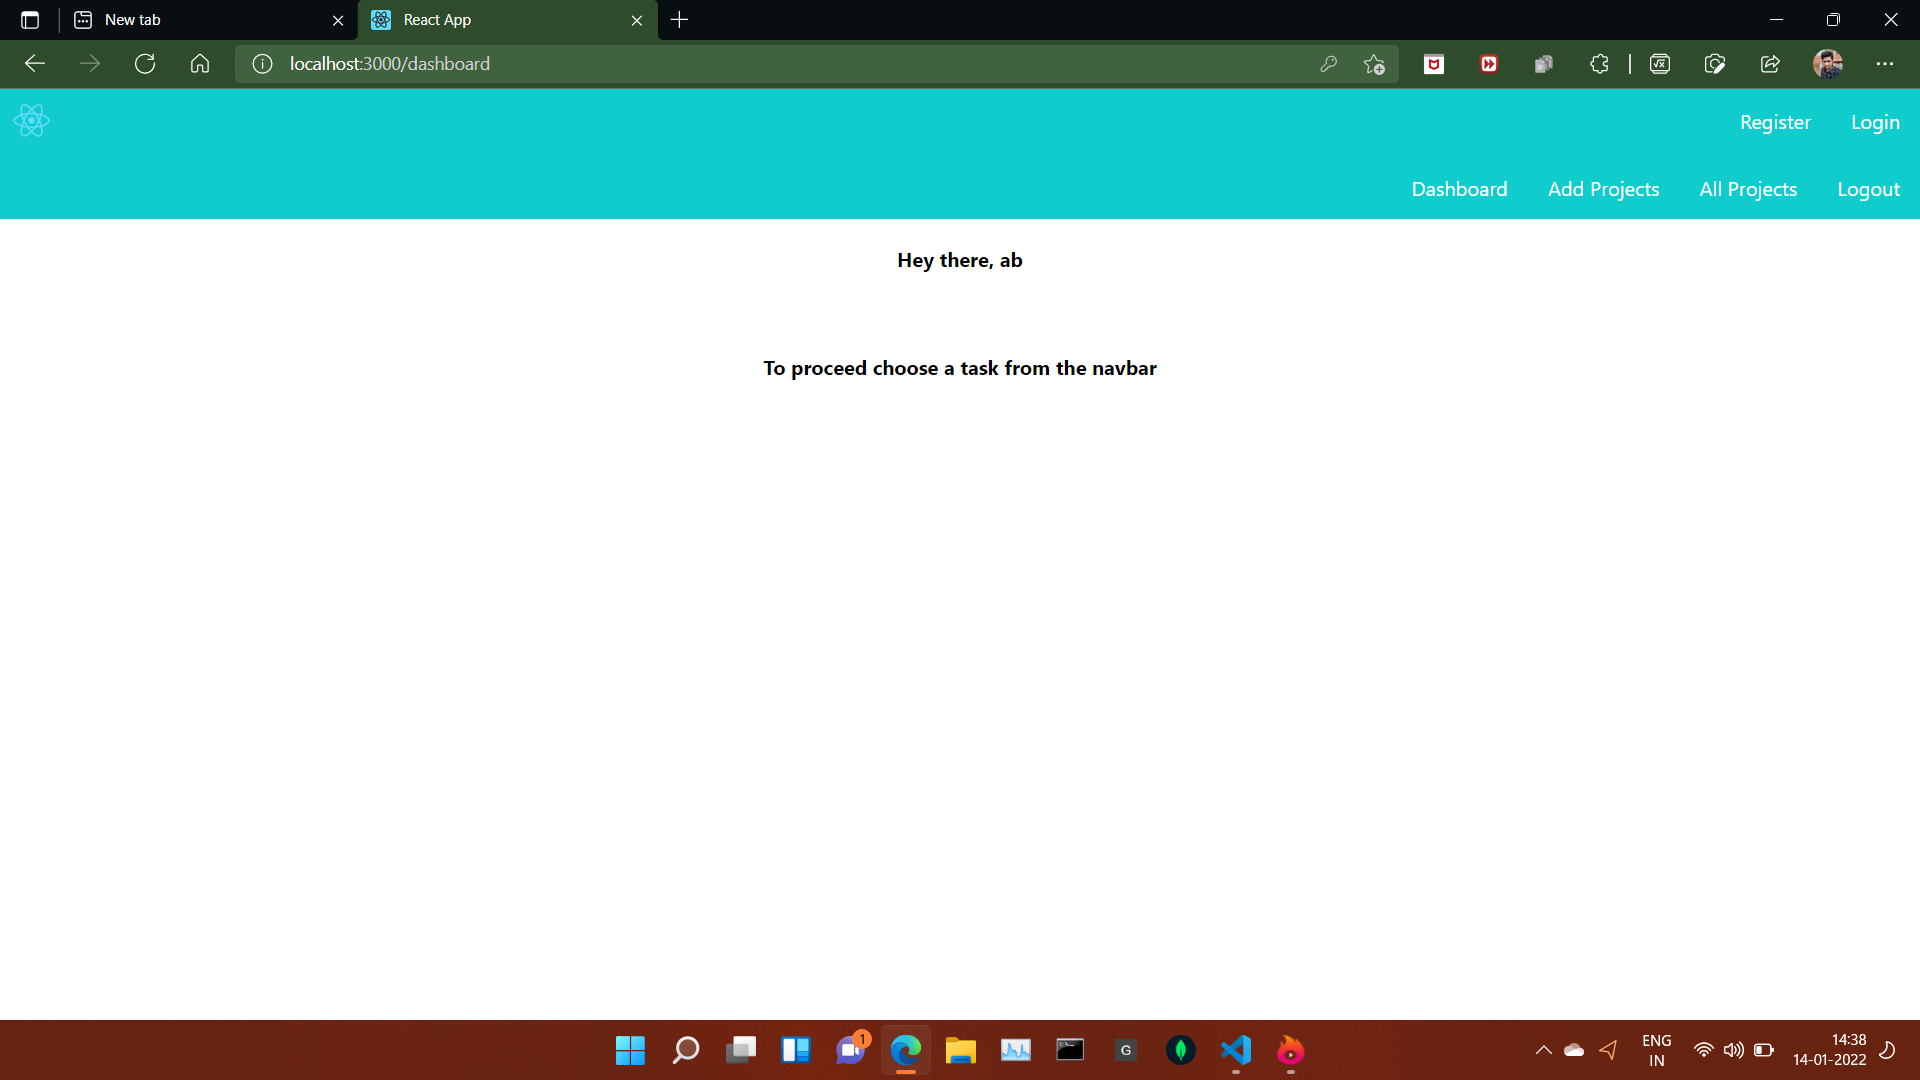 New tab
React App
localhost:3000/dashboard
Register Login
Dashboard Add Projects All Projects Logout
Hey there, ab
To proceed choose a task from the navbar
1
G
ENG
IN
14:38
14-01-2022